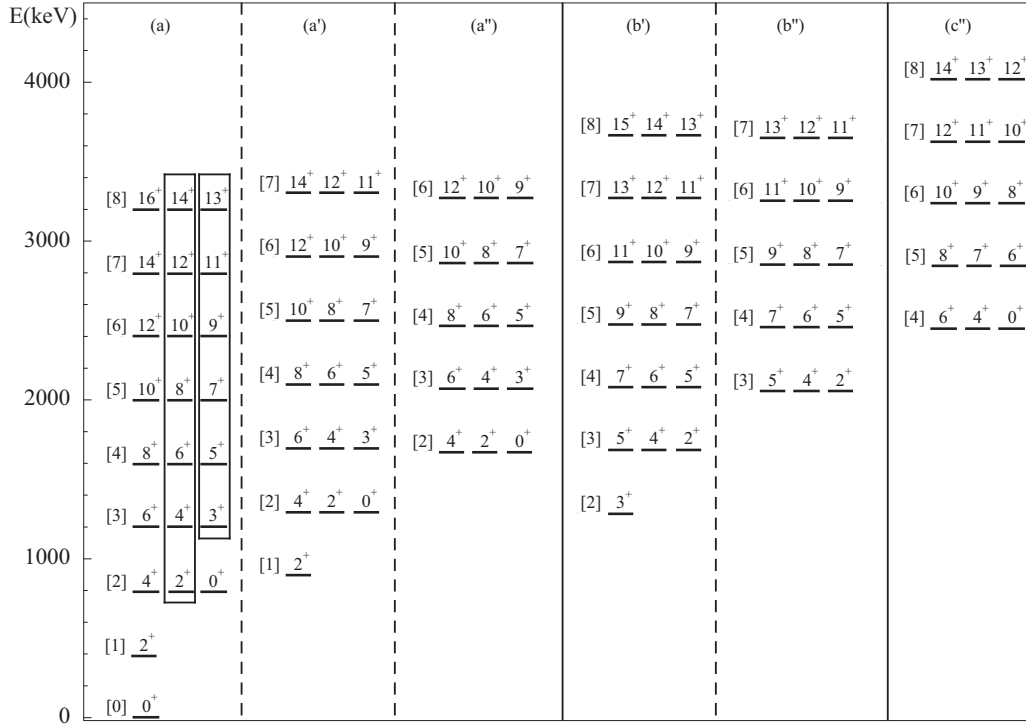 E(keV) (a) (a') (a'') (b') (b'') (c'')
4000
3000
2000
1000
0
[8] 16+ 14+ 13+
[7] 14+ 12+ 11+
[6] 12+ 10+ 9+
[5] 10+ 8+ 7+
[4] 8+ 6+ 5+
[3] 6+ 4+ 3+
[2] 4+ 2+ 0+
[1] 2+
[0] 0+
[7] 14+ 12+ 11+
[6] 12+ 10+ 9+
[5] 10+ 8+ 7+
[4] 8+ 6+ 5+
[3] 6+ 4+ 3+
[2] 4+ 2+ 0+
[1] 2+
[6] 12+ 10+ 9+
[5] 10+ 8+ 7+
[4] 8+ 6+ 5+
[3] 6+ 4+ 3+
[2] 4+ 2+ 0+
[8] 15+ 14+ 13+
[7] 13+ 12+ 11+
[6] 11+ 10+ 9+
[5] 9+ 8+ 7+
[4] 7+ 6+ 5+
[3] 5+ 4+ 2+
[2] 3+
[7] 13+ 12+ 11+
[6] 11+ 10+ 9+
[5] 9+ 8+ 7+
[4] 7+ 6+ 5+
[3] 5+ 4+ 2+
[8] 14+ 13+ 12+
[7] 12+ 11+ 10+
[6] 10+ 9+ 8+
[5] 8+ 7+ 6+
[4] 6+ 4+ 0+